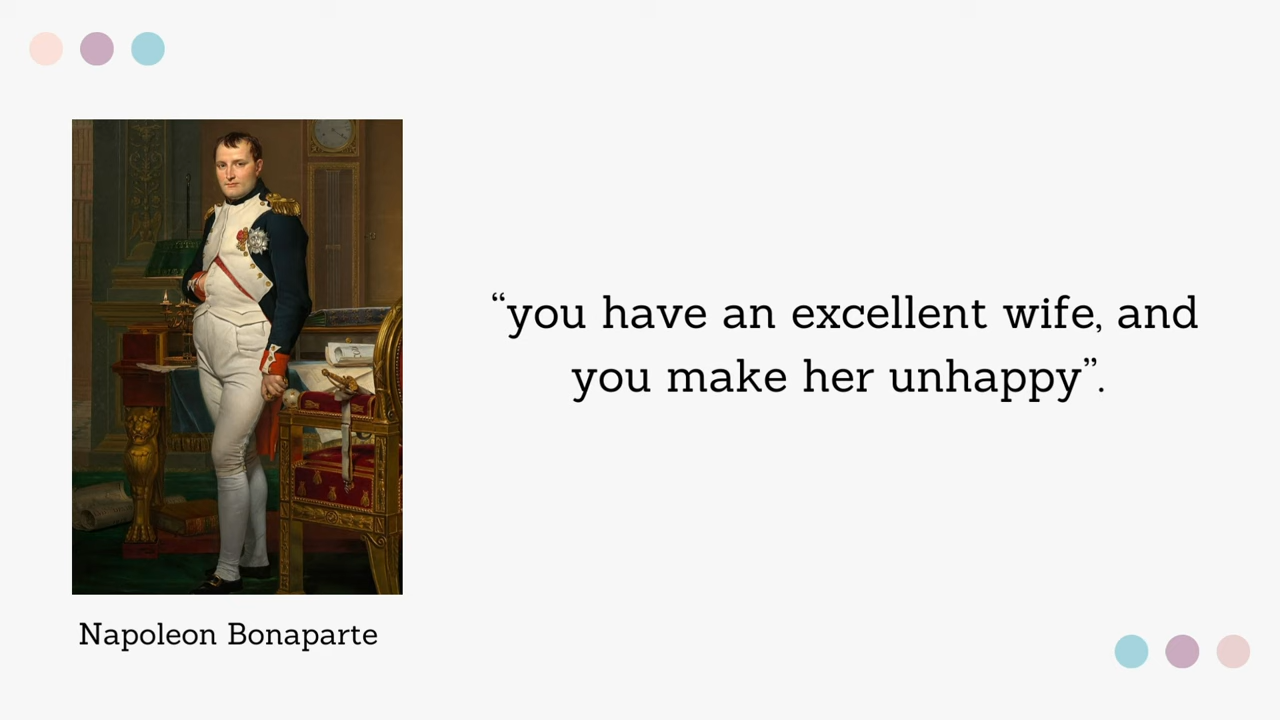 “you have an excellent wife, and
you make her unhappy”.
Napoleon Bonaparte